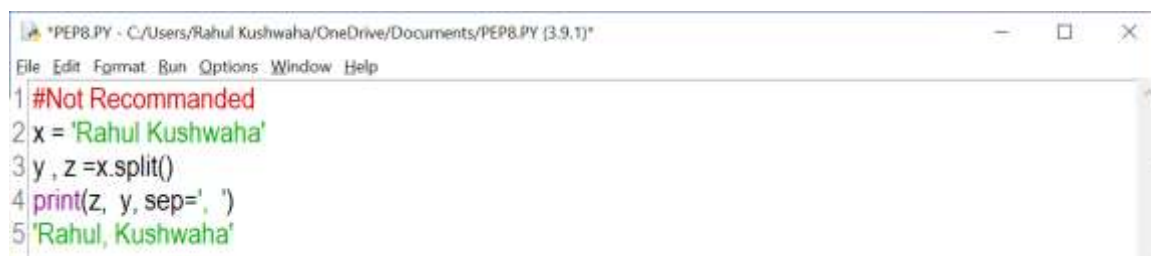 *PEP8.PY - C:/Users/Rahul Kushwaha/OneDrive/Documents/PEP8.PY (3.9.1)*
File Edit Format Run Options Window Help
1 #Not Recommanded
2 x = 'Rahul Kushwaha'
3 y , z =x.split()
4 print(z,  y, sep=',  ')
5 'Rahul, Kushwaha'